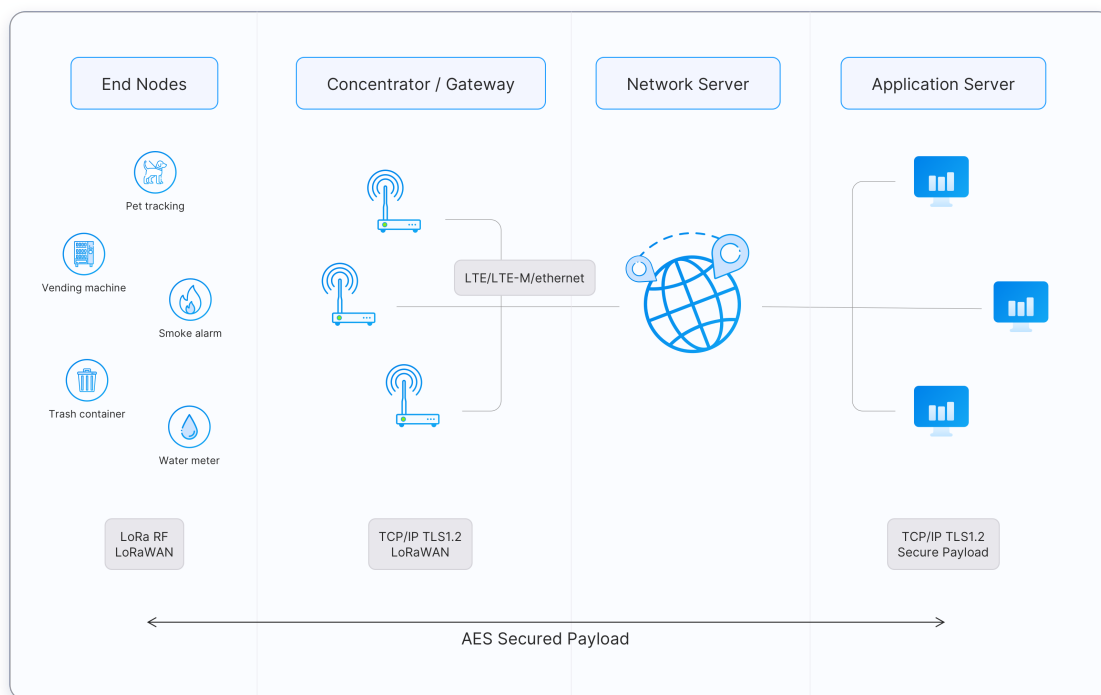 End Nodes
Concentrator / Gateway
Network Server
Application Server
Pet tracking
Vending machine
Smoke alarm
Trash container
Water meter
LTE/LTE-M/ethernet
LoRa RF
LoRaWAN
TCP/IP TLS1.2
LoRaWAN
TCP/IP TLS1.2
Secure Payload
AES Secured Payload